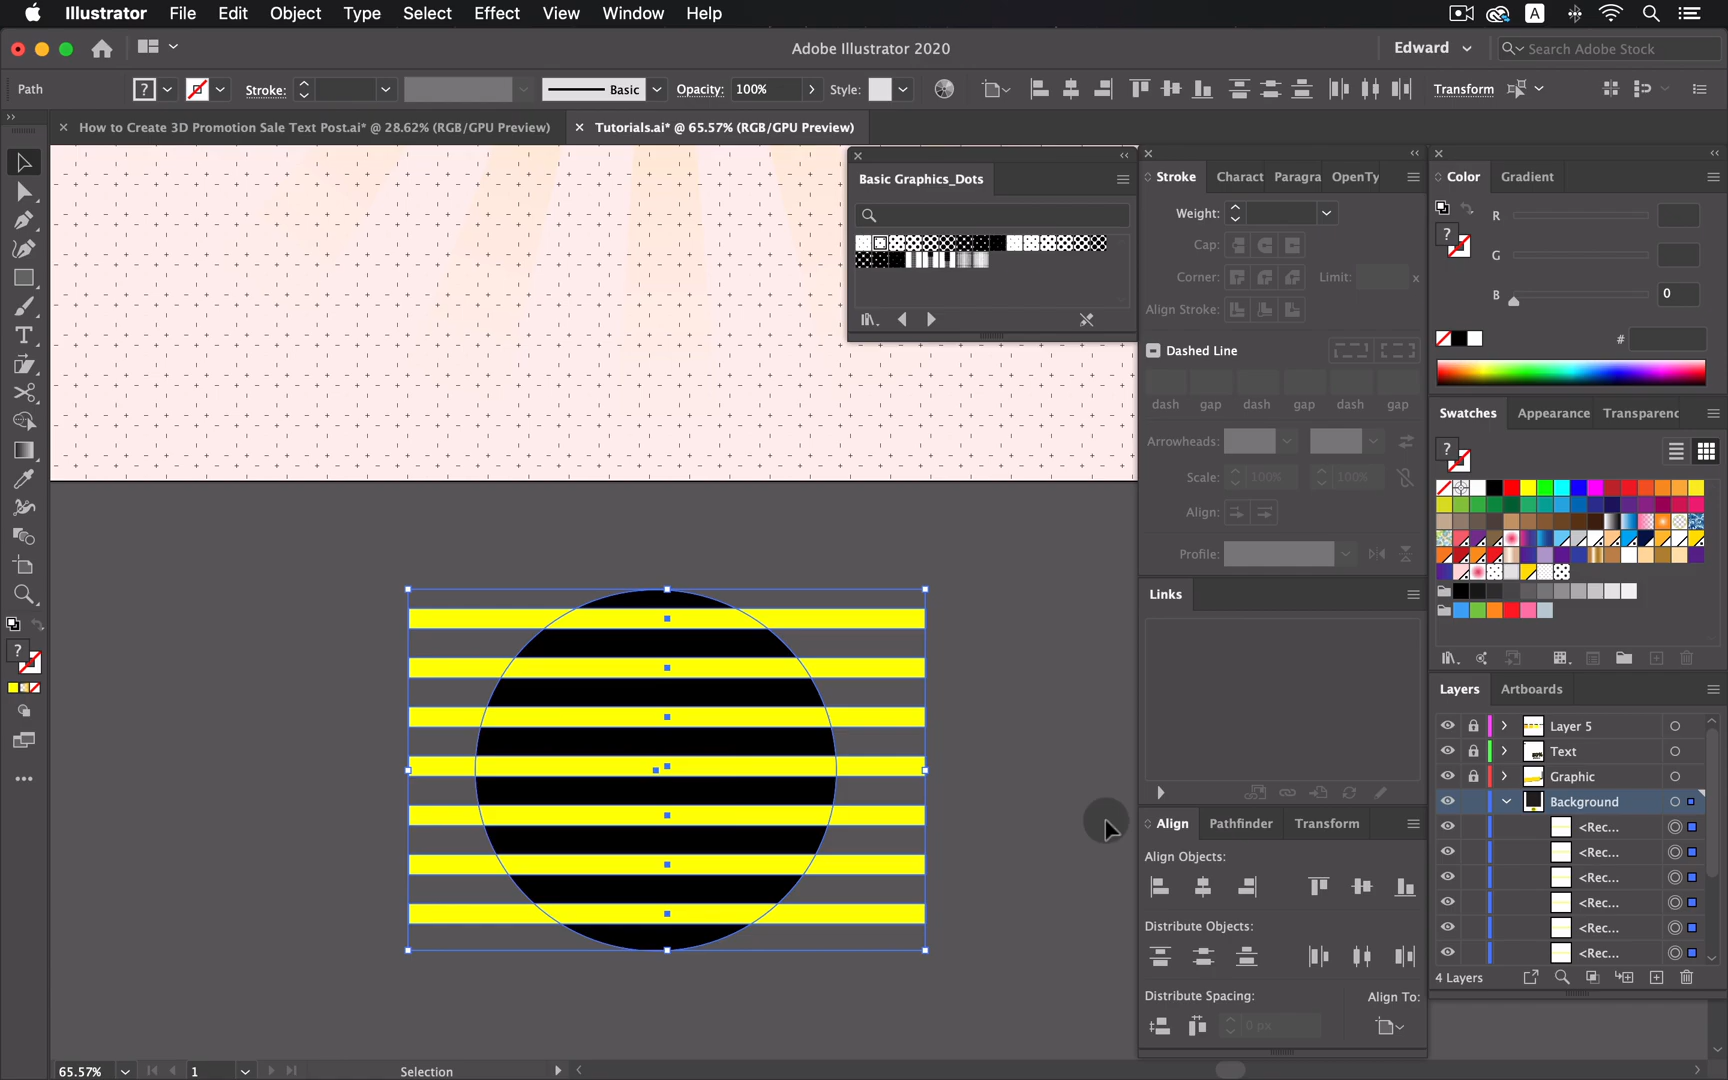 Illustrator File Edit Object Type Select Effect View Window Help A
Adobe Illustrator 2020 Edward Search Adobe Stock
Path ? Stroke: Basic Opacity: 100% Style: Transform
How to Create 3D Promotion Sale Text Post.ai* @ 28.62% (RGB/GPU Preview) Tutorials.ai* @ 65.57% (RGB/GPU Preview)
Basic Graphics_Dots
Stroke Charact Paragra OpenTy
Weight:
Cap:
Corner: Limit: x
Align Stroke:
Dashed Line
dash gap dash gap dash gap
Arrowheads:
Scale: 100% 100%
Align:
Profile:
Links
Align Pathfinder Transform
Align Objects:
Distribute Objects:
Distribute Spacing: Align To:
0 px
Color Gradient
R
? G
B 0
#
Swatches Appearance Transparenc
?
Layers Artboards
Layer 5
Text
Graphic
Background
<Rec...
<Rec...
<Rec...
<Rec...
<Rec...
<Rec...
4 Layers
?
65.57% 1 Selection